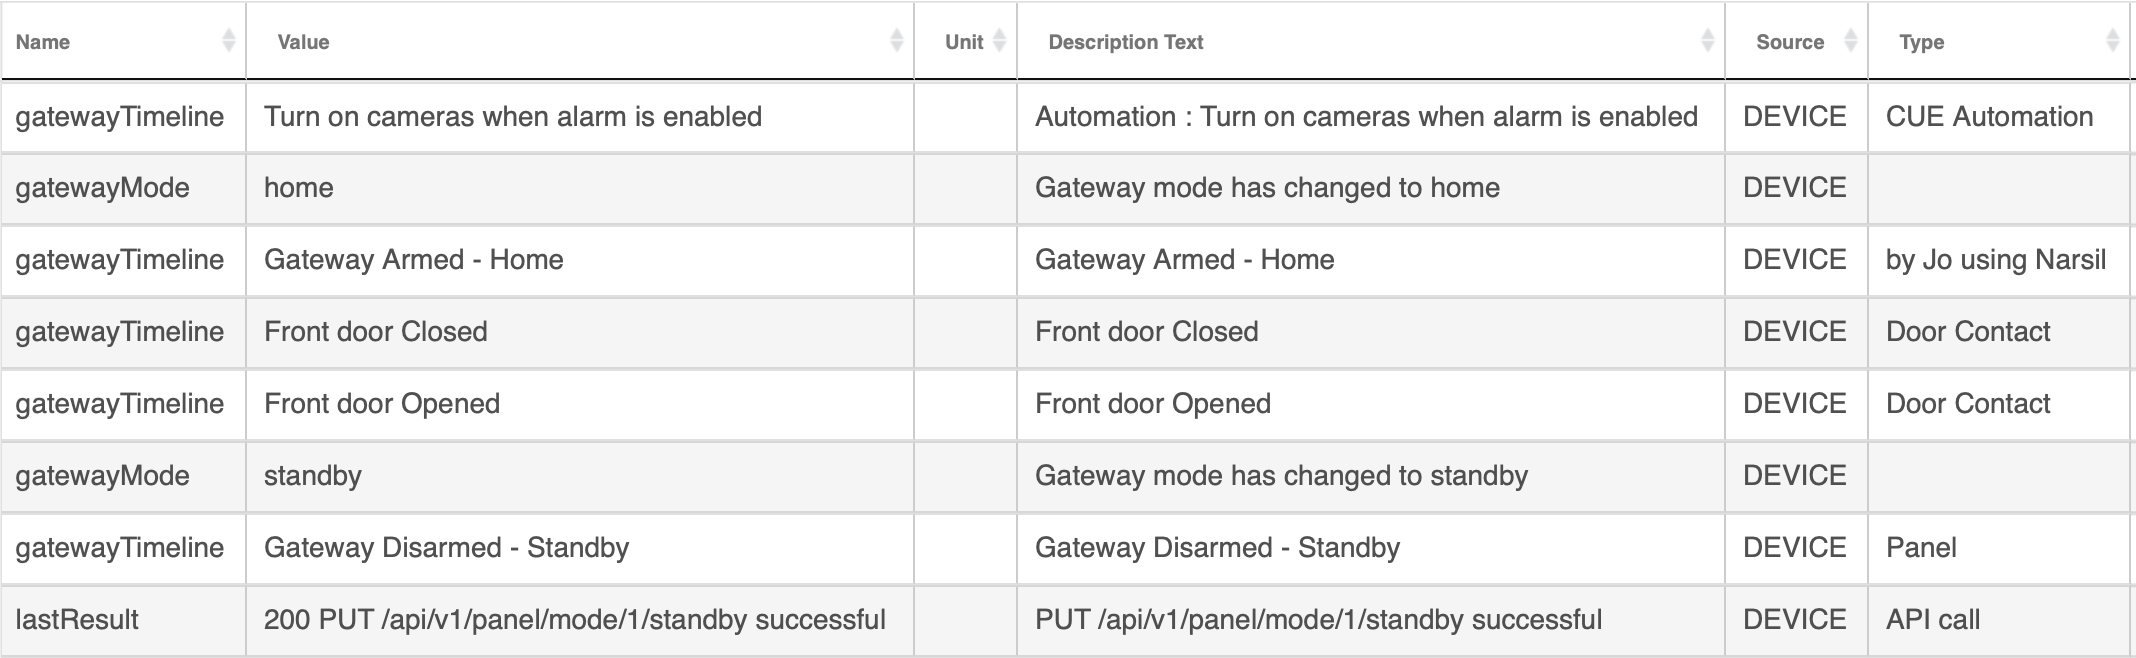 Name Value Unit Description Text Source Type
gatewayTimeline Turn on cameras when alarm is enabled Automation : Turn on cameras when alarm is enabled DEVICE CUE Automation
gatewayMode home Gateway mode has changed to home DEVICE
gatewayTimeline Gateway Armed - Home Gateway Armed - Home DEVICE by Jo using Narsil
gatewayTimeline Front door Closed Front door Closed DEVICE Door Contact
gatewayTimeline Front door Opened Front door Opened DEVICE Door Contact
gatewayMode standby Gateway mode has changed to standby DEVICE
gatewayTimeline Gateway Disarmed - Standby Gateway Disarmed - Standby DEVICE Panel
lastResult 200 PUT /api/v1/panel/mode/1/standby successful PUT /api/v1/panel/mode/1/standby successful DEVICE API call